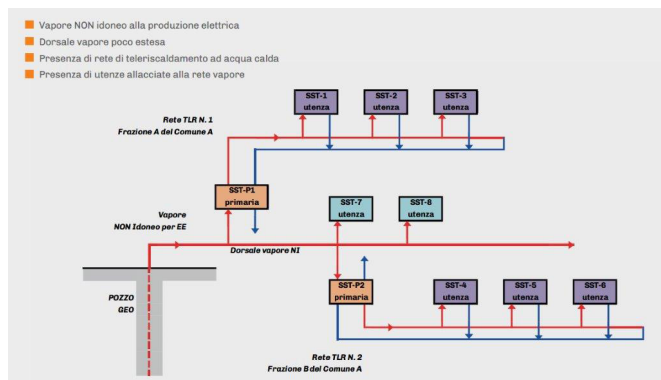 Vapore NON idoneo alla produzione elettrica
Dorsale vapore poco estesa
Presenza di rete di teleriscaldamento ad acqua calda
Presenza di utenze allacciate alla rete vapore
SST-1
utenza
SST-2
utenza
SST-3
utenza
Rete TLR N. 1
Frazione A del Comune A
SST-P1
primaria
SST-7
utenza
SST-8
utenza
Vapore
NON Idoneo per EE
Dorsale vapore NI
SST-P2
primaria
SST-4
utenza
SST-5
utenza
SST-6
utenza
POZZO
GEO
Rete TLR N. 2
Frazione B del Comune A